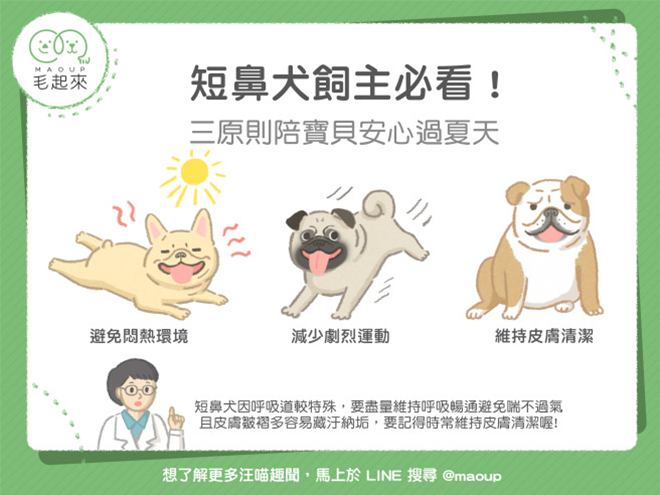 MAOUP
毛起來
短鼻犬飼主必看！
三原則陪寶貝安心過夏天
避免悶熱環境
減少劇烈運動
維持皮膚清潔
短鼻犬因呼吸道較特殊，要盡量維持呼吸暢通避免喘不過氣
且皮膚皺褶多容易藏汙納垢，要記得時常維持皮膚清潔喔!
想了解更多汪喵趣聞，馬上於 LINE 搜尋 @maoup